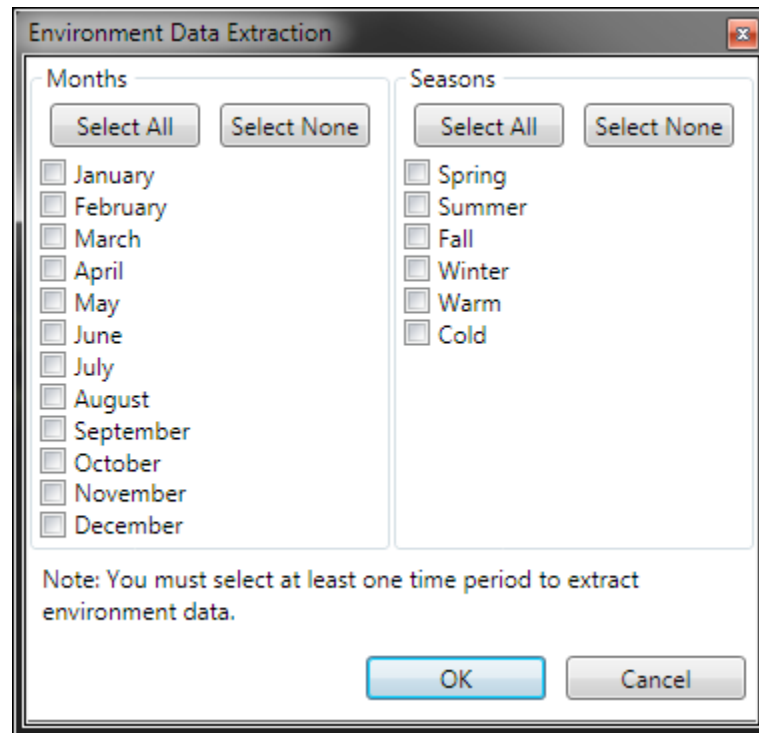 Environment Data Extraction
Months
Select All
Select None
January
February
March
April
May
June
July
August
September
October
November
December
Seasons
Select All
Select None
Spring
Summer
Fall
Winter
Warm
Cold
Note: You must select at least one time period to extract
environment data.
OK
Cancel